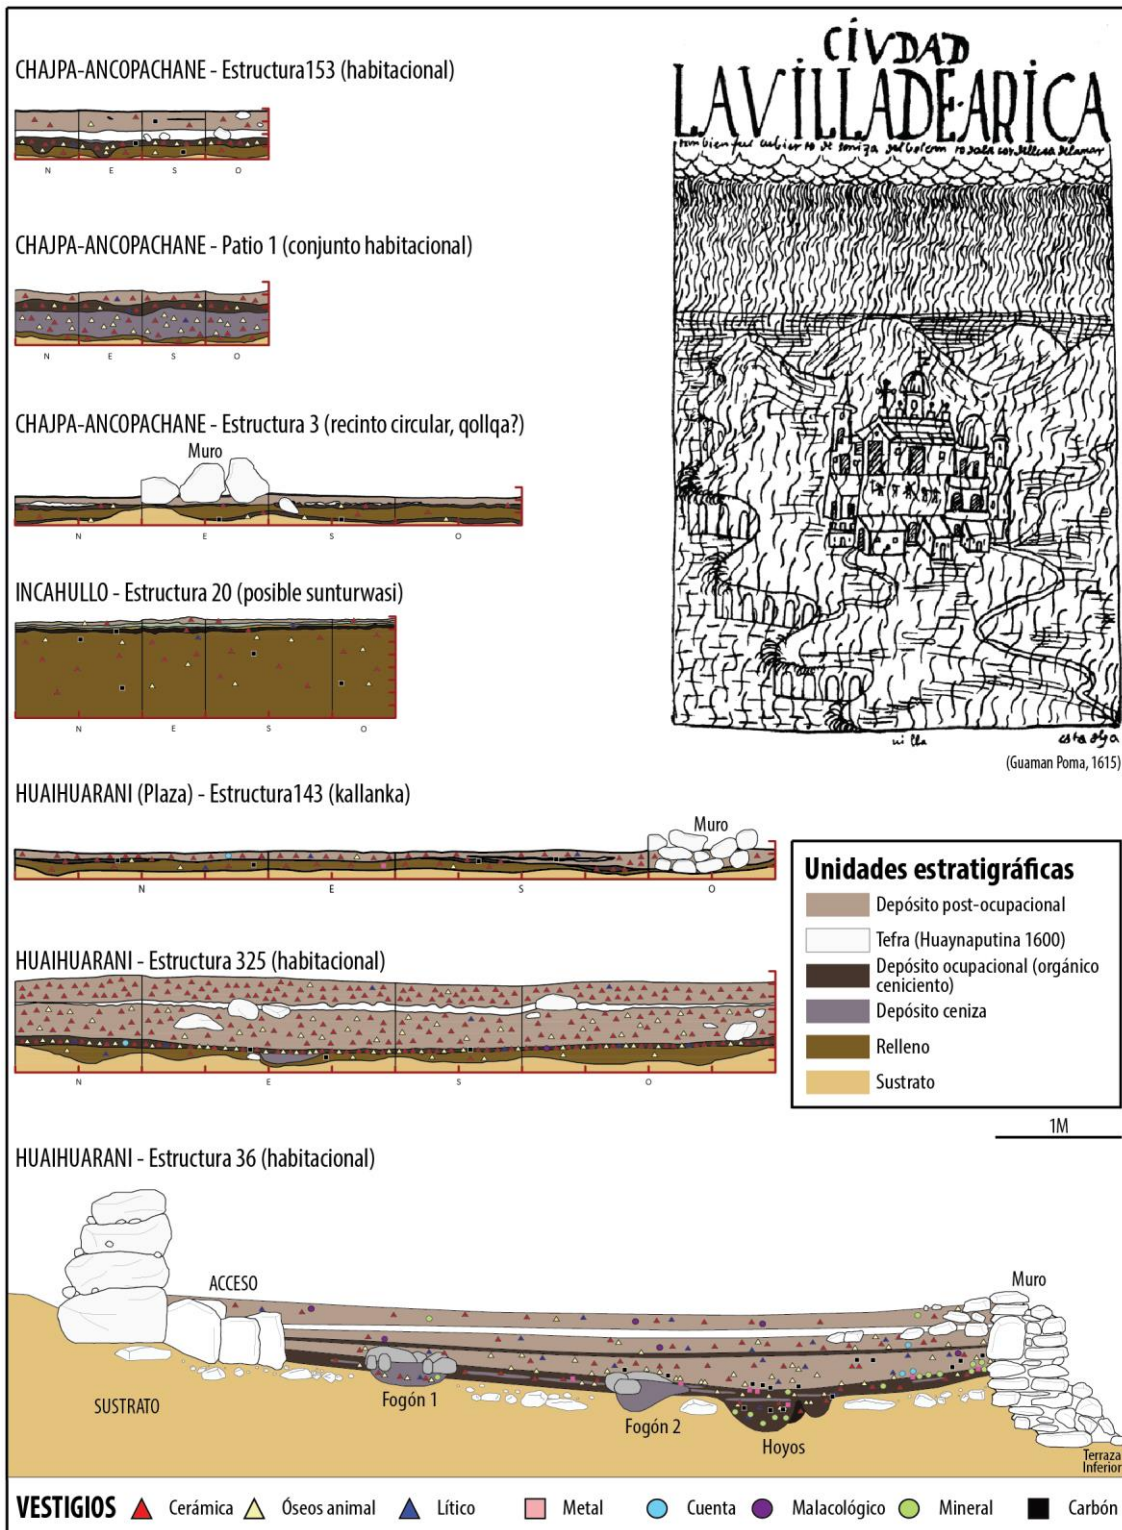 CHAJPA-ANCOPACHANE - Estructura153 (habitacional)
N E S O
CHAJPA-ANCOPACHANE - Patio 1 (conjunto habitacional)
N E S O
CHAJPA-ANCOPACHANE - Estructura 3 (recinto circular, qollqa?)
Muro
N E S O
INCAHULLO - Estructura 20 (posible sunturwasi)
N E S O
CIVDAD
LAVILLADE·ARICA
villa
(Guaman Poma, 1615)
HUAIHUARANI (Plaza) - Estructura143 (kallanka)
Muro
N E S O
HUAIHUARANI - Estructura 325 (habitacional)
N E S O
Unidades estratigráficas
Depósito post-ocupacional
Tefra (Huaynaputina 1600)
Depósito ocupacional (orgánico
ceniciento)
Depósito ceniza
Relleno
Sustrato
1M
HUAIHUARANI - Estructura 36 (habitacional)
ACCESO
Muro
SUSTRATO
Fogón 1
Fogón 2
Hoyos
Terraza
Inferior
VESTIGIOS Cerámica Óseos animal Lítico Metal Cuenta Malacológico Mineral Carbón